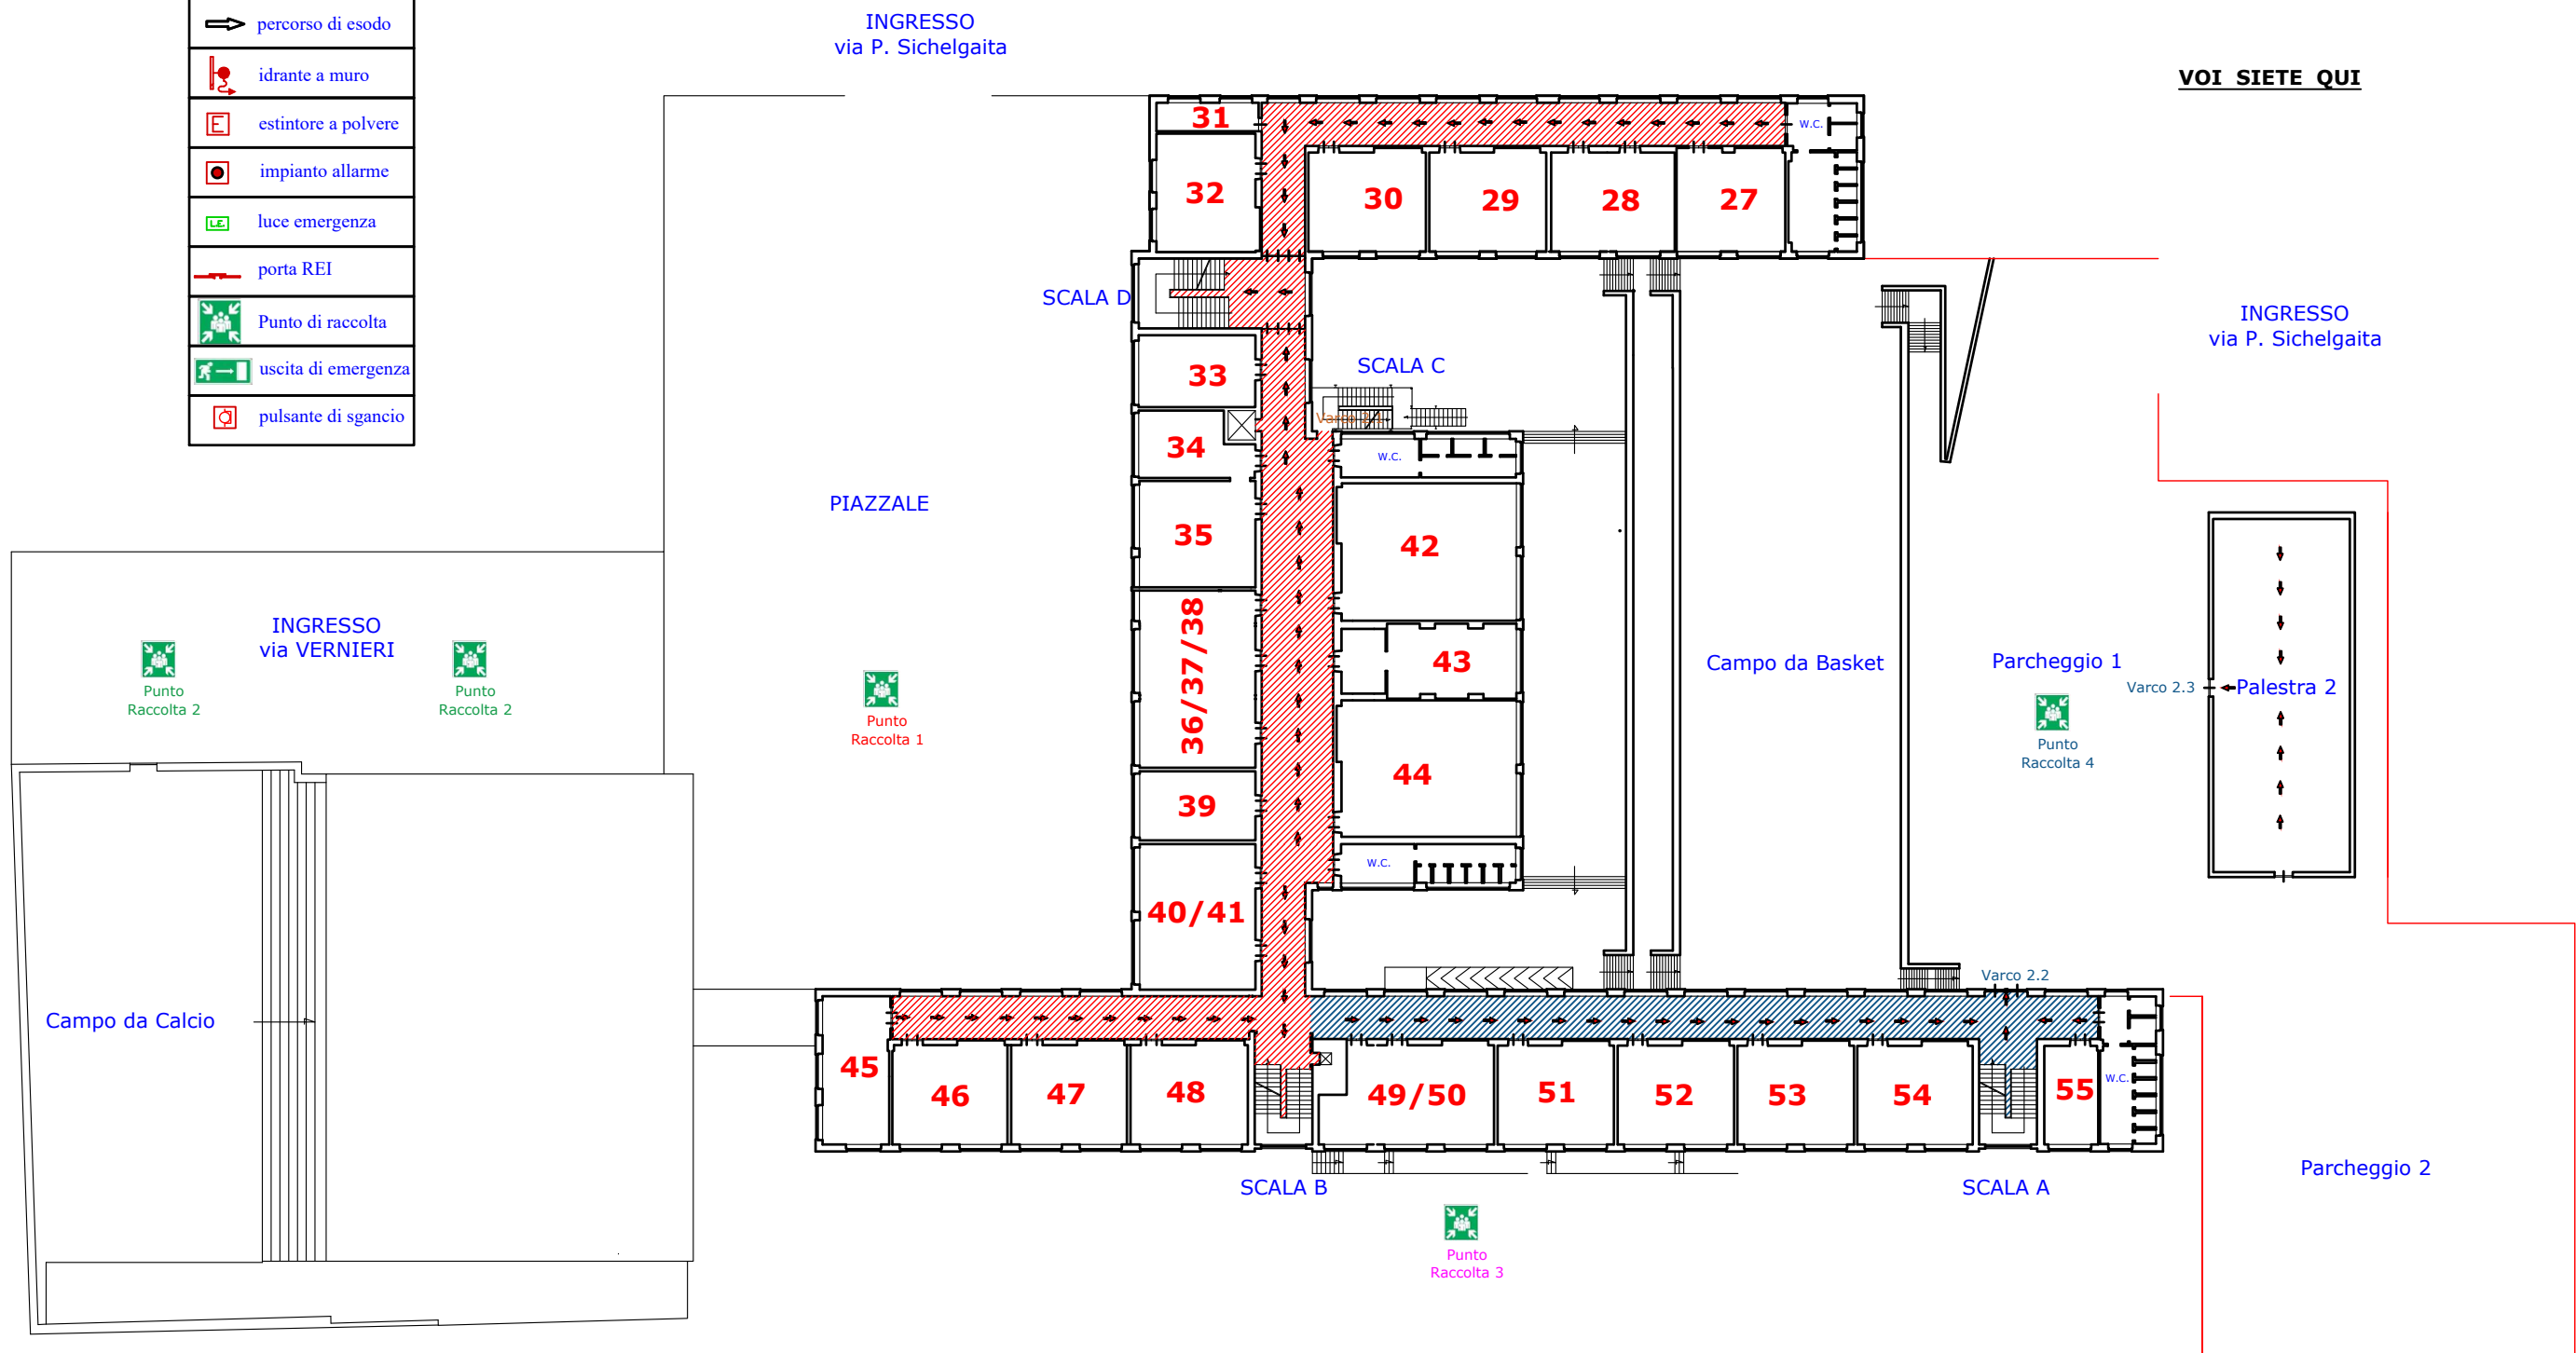 percorso di esodo
idrante a muro
E
estintore a polvere
impianto allarme
L.E.
luce emergenza
porta REI
Punto di raccolta
uscita di emergenza
pulsante di sgancio
INGRESSO
via P. Sichelgaita
VOI SIETE QUI
31
W.C.
32
30
29
28
27
SCALA D
INGRESSO
via P. Sichelgaita
33
SCALA C
Varco 2.1
34
W.C.
PIAZZALE
35
42
INGRESSO
via VERNIERI
36/37/38
43
Campo da Basket
Parcheggio 1
Punto
Raccolta 2
Punto
Raccolta 2
Varco 2.3
Palestra 2
Punto
Raccolta 1
Punto
Raccolta 4
44
39
W.C.
40/41
Varco 2.2
Campo da Calcio
45
46
47
48
49/50
51
52
53
54
55
W.C.
SCALA B
SCALA A
Parcheggio 2
Punto
Raccolta 3